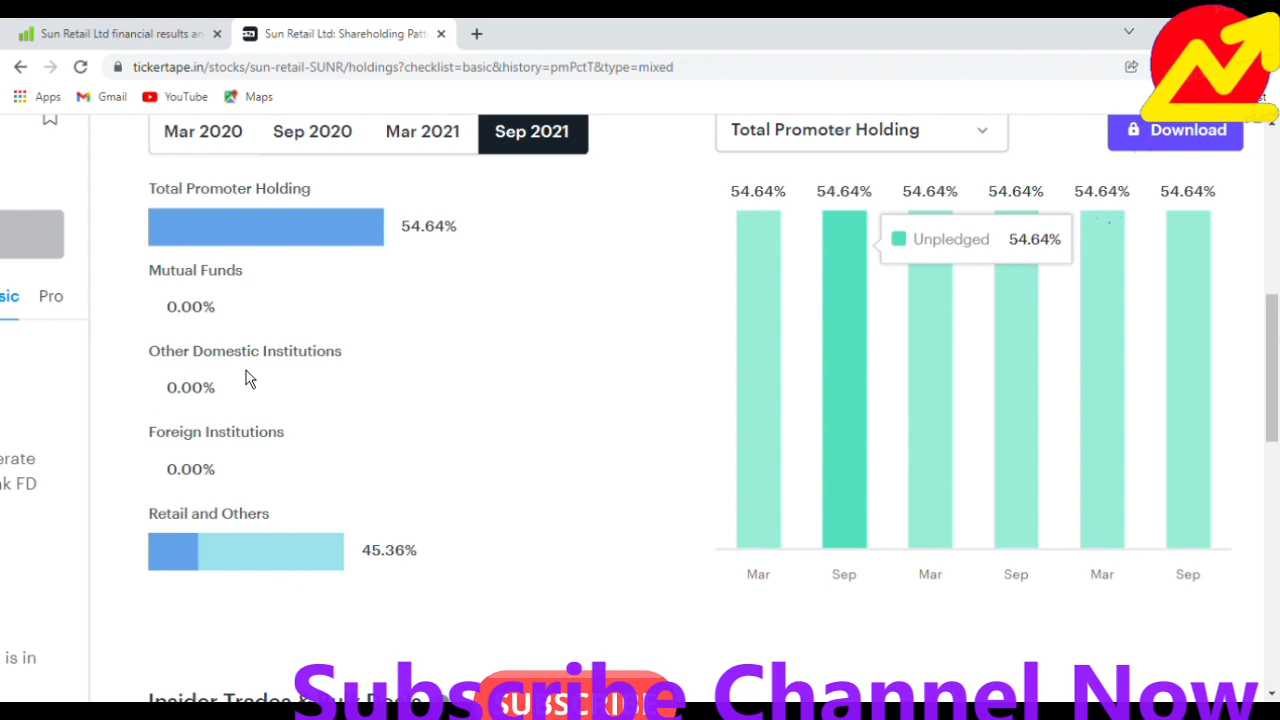 Sun Retail Ltd financial results an
Sun Retail Ltd: Shareholding Patt
tickertape.in/stocks/sun-retail-SUNR/holdings?checklist=basic&history=pmPctT&type=mixed
Apps Gmail YouTube Maps
Mar 2020 Sep 2020 Mar 2021 Sep 2021
Total Promoter Holding
Download
Total Promoter Holding
54.64%
Mutual Funds
0.00%
Other Domestic Institutions
0.00%
Foreign Institutions
0.00%
Retail and Others
45.36%
54.64% 54.64% 54.64% 54.64% 54.64% 54.64%
Unpledged 54.64%
Mar Sep Mar Sep Mar Sep
sic Pro
erate
nk FD
is in
Subscribe Channel Now
SUBSCRIBE
Insider Trades